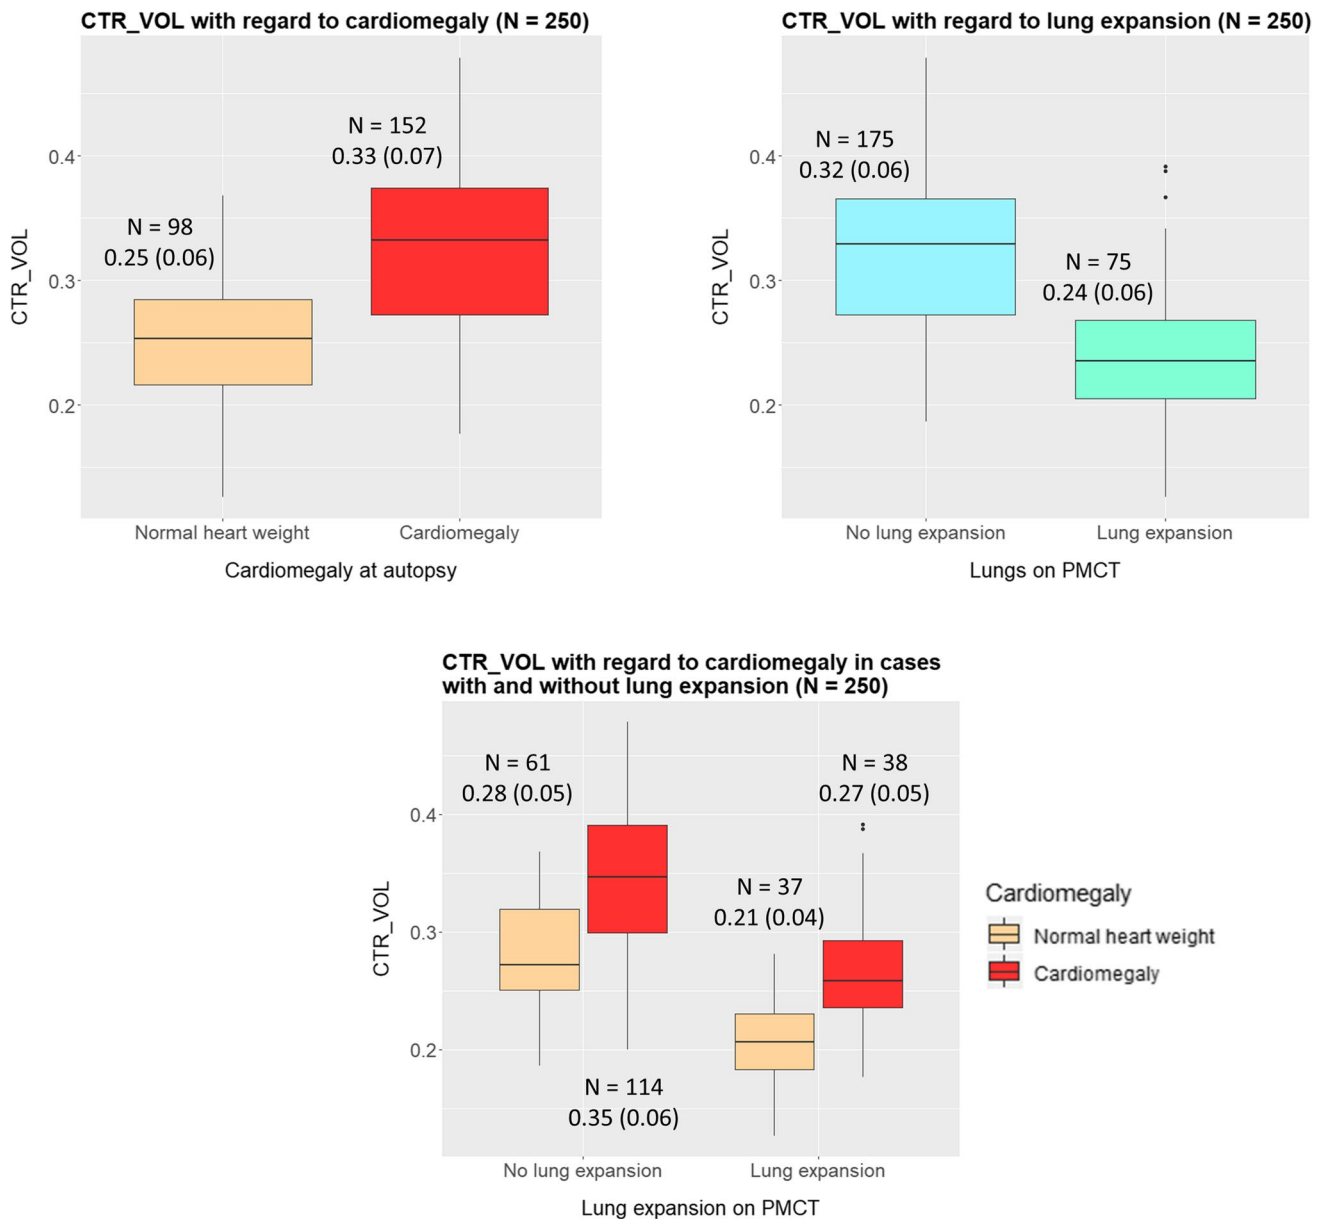 CTR_VOL with regard to cardiomegaly (N = 250)
N = 152
0.33 (0.07)
N = 98
0.25 (0.06)
0.4
0.3
0.2
CTR_VOL
Normal heart weight
Cardiomegaly
Cardiomegaly at autopsy
CTR_VOL with regard to lung expansion (N = 250)
N = 175
0.32 (0.06)
N = 75
0.24 (0.06)
0.4
0.3
0.2
CTR_VOL
No lung expansion
Lung expansion
Lungs on PMCT
CTR_VOL with regard to cardiomegaly in cases
with and without lung expansion (N = 250)
N = 61
0.28 (0.05)
N = 38
0.27 (0.05)
N = 37
0.21 (0.04)
N = 114
0.35 (0.06)
0.4
0.3
0.2
CTR_VOL
No lung expansion
Lung expansion
Lung expansion on PMCT
Cardiomegaly
Normal heart weight
Cardiomegaly